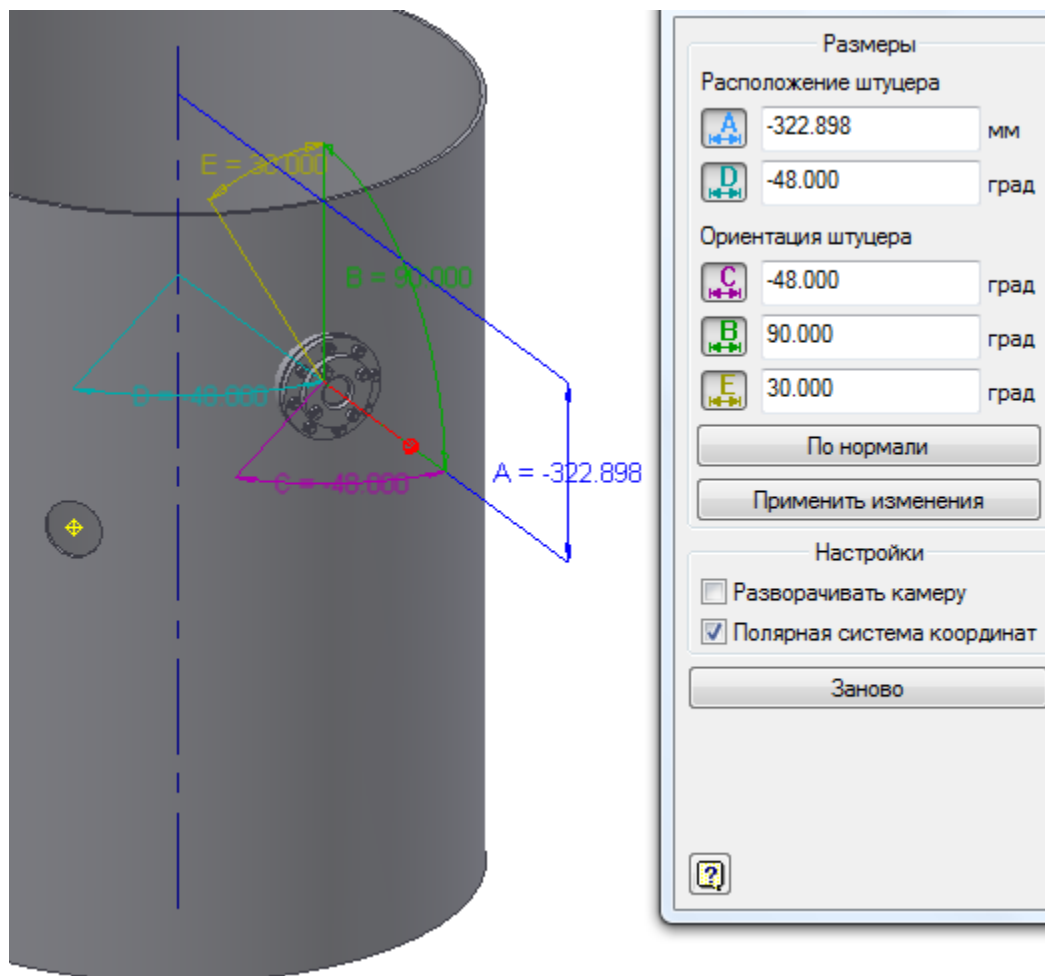 E = 30.000
B = 90.000
D = -48.000
C = -48.000
A = -322.898
Размеры
Расположение штуцера
A -322.898 мм
D -48.000 град
Ориентация штуцера
C -48.000 град
B 90.000 град
E 30.000 град
По нормали
Применить изменения
Настройки
Разворачивать камеру
Полярная система координат
Заново
?